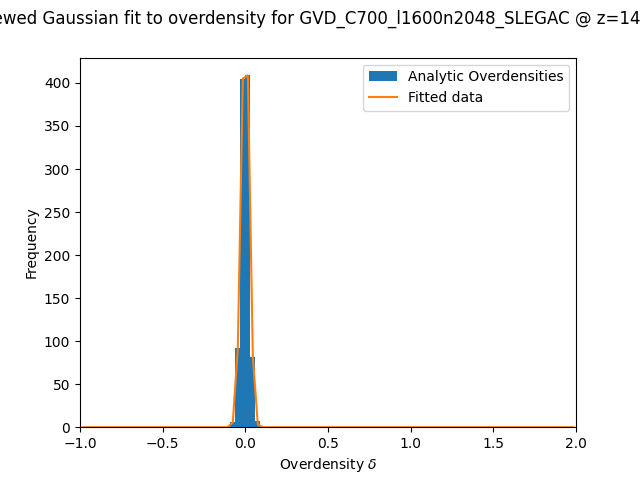 ewed Gaussian fit to overdensity for GVD_C700_l1600n2048_SLEGAC @ z=14
Analytic Overdensities
Fitted data
Frequency
400
350
300
250
200
150
100
50
0
−1.0 −0.5 0.0 0.5 1.0 1.5 2.0
Overdensity δ